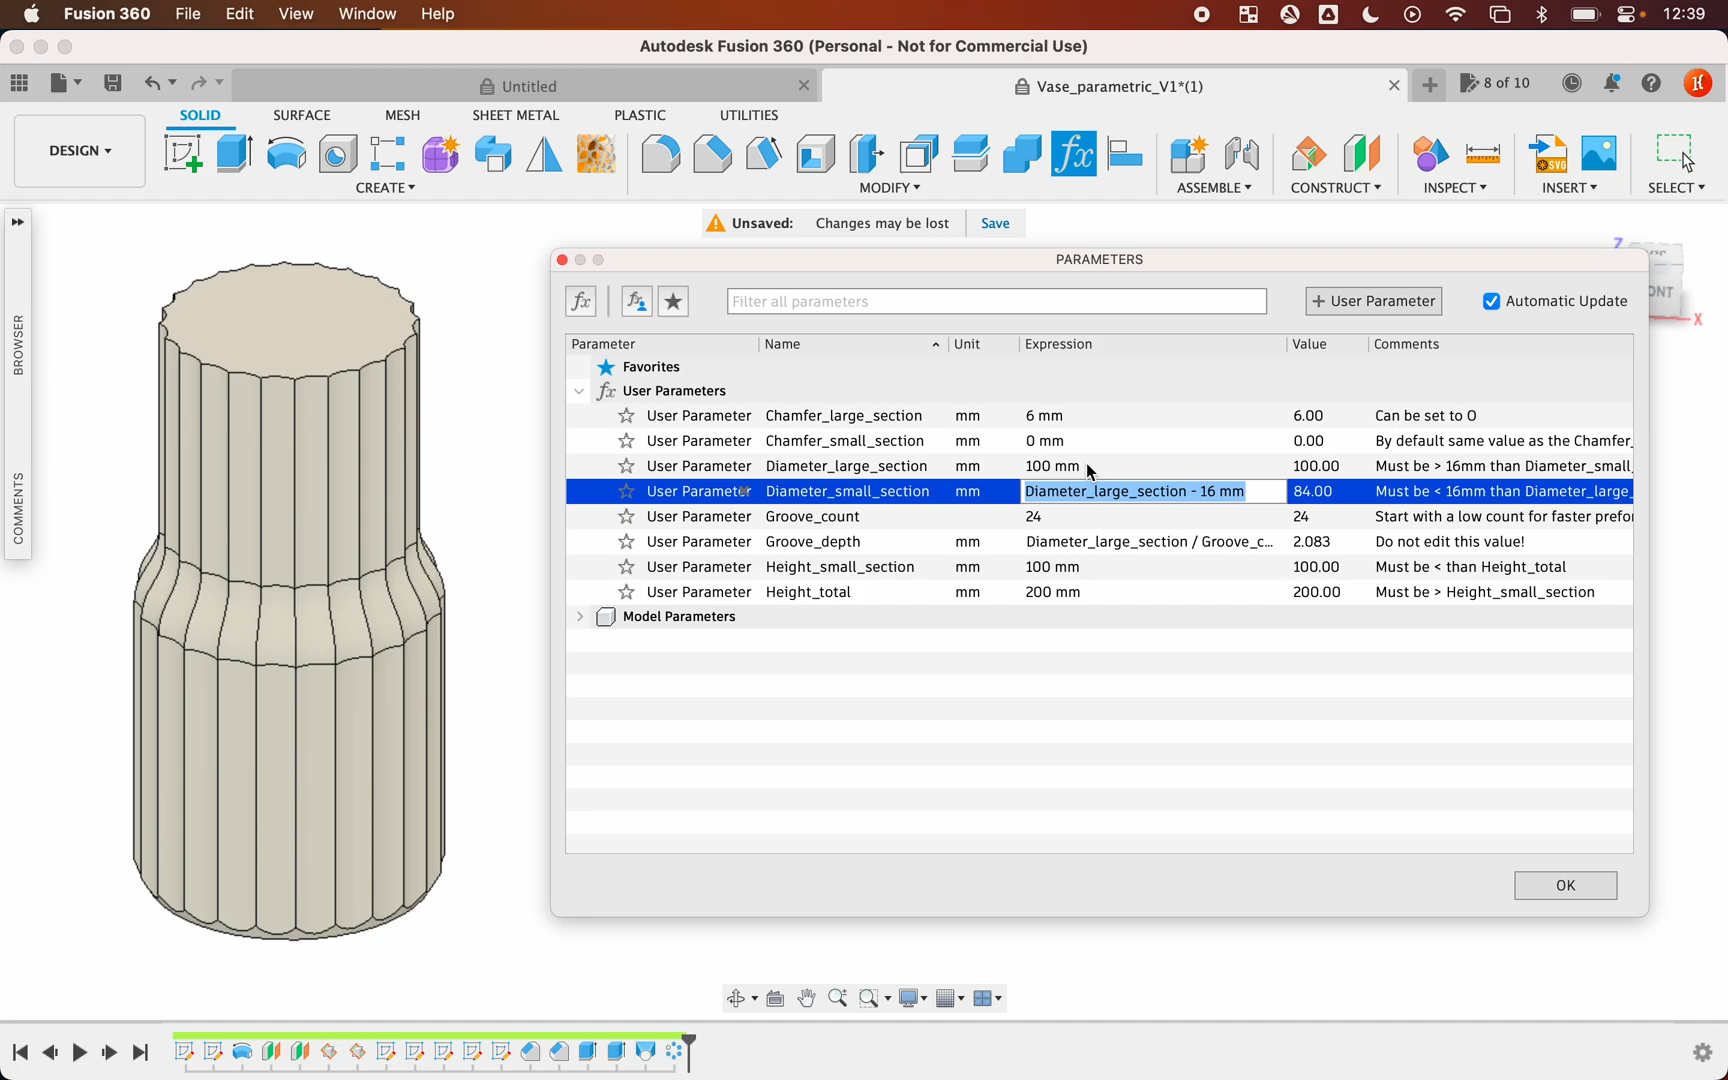 Fusion 360 File Edit View Window Help 12:39
Autodesk Fusion 360 (Personal - Not for Commercial Use)
Untitled Vase_parametric_V1*(1) 8 of 10
SOLID SURFACE MESH SHEET METAL PLASTIC UTILITIES
DESIGN
SVG
CREATE MODIFY ASSEMBLE CONSTRUCT INSPECT INSERT SELECT
Unsaved: Changes may be lost Save
PARAMETERS
Filter all parameters + User Parameter Automatic Update
Parameter Name Unit Expression Value Comments
Favorites
fx User Parameters
User Parameter Chamfer_large_section mm 6 mm 6.00 Can be set to 0
User Parameter Chamfer_small_section mm 0 mm 0.00 By default same value as the Chamfer_
User Parameter Diameter_large_section mm 100 mm 100.00 Must be > 16mm than Diameter_small_
User Parameter Diameter_small_section mm Diameter_large_section - 16 mm 84.00 Must be < 16mm than Diameter_large_
User Parameter Groove_count 24 24 Start with a low count for faster prefor
User Parameter Groove_depth mm Diameter_large_section / Groove_c... 2.083 Do not edit this value!
User Parameter Height_small_section mm 100 mm 100.00 Must be < than Height_total
User Parameter Height_total mm 200 mm 200.00 Must be > Height_small_section
Model Parameters
OK
BROWSER
COMMENTS
Z
X